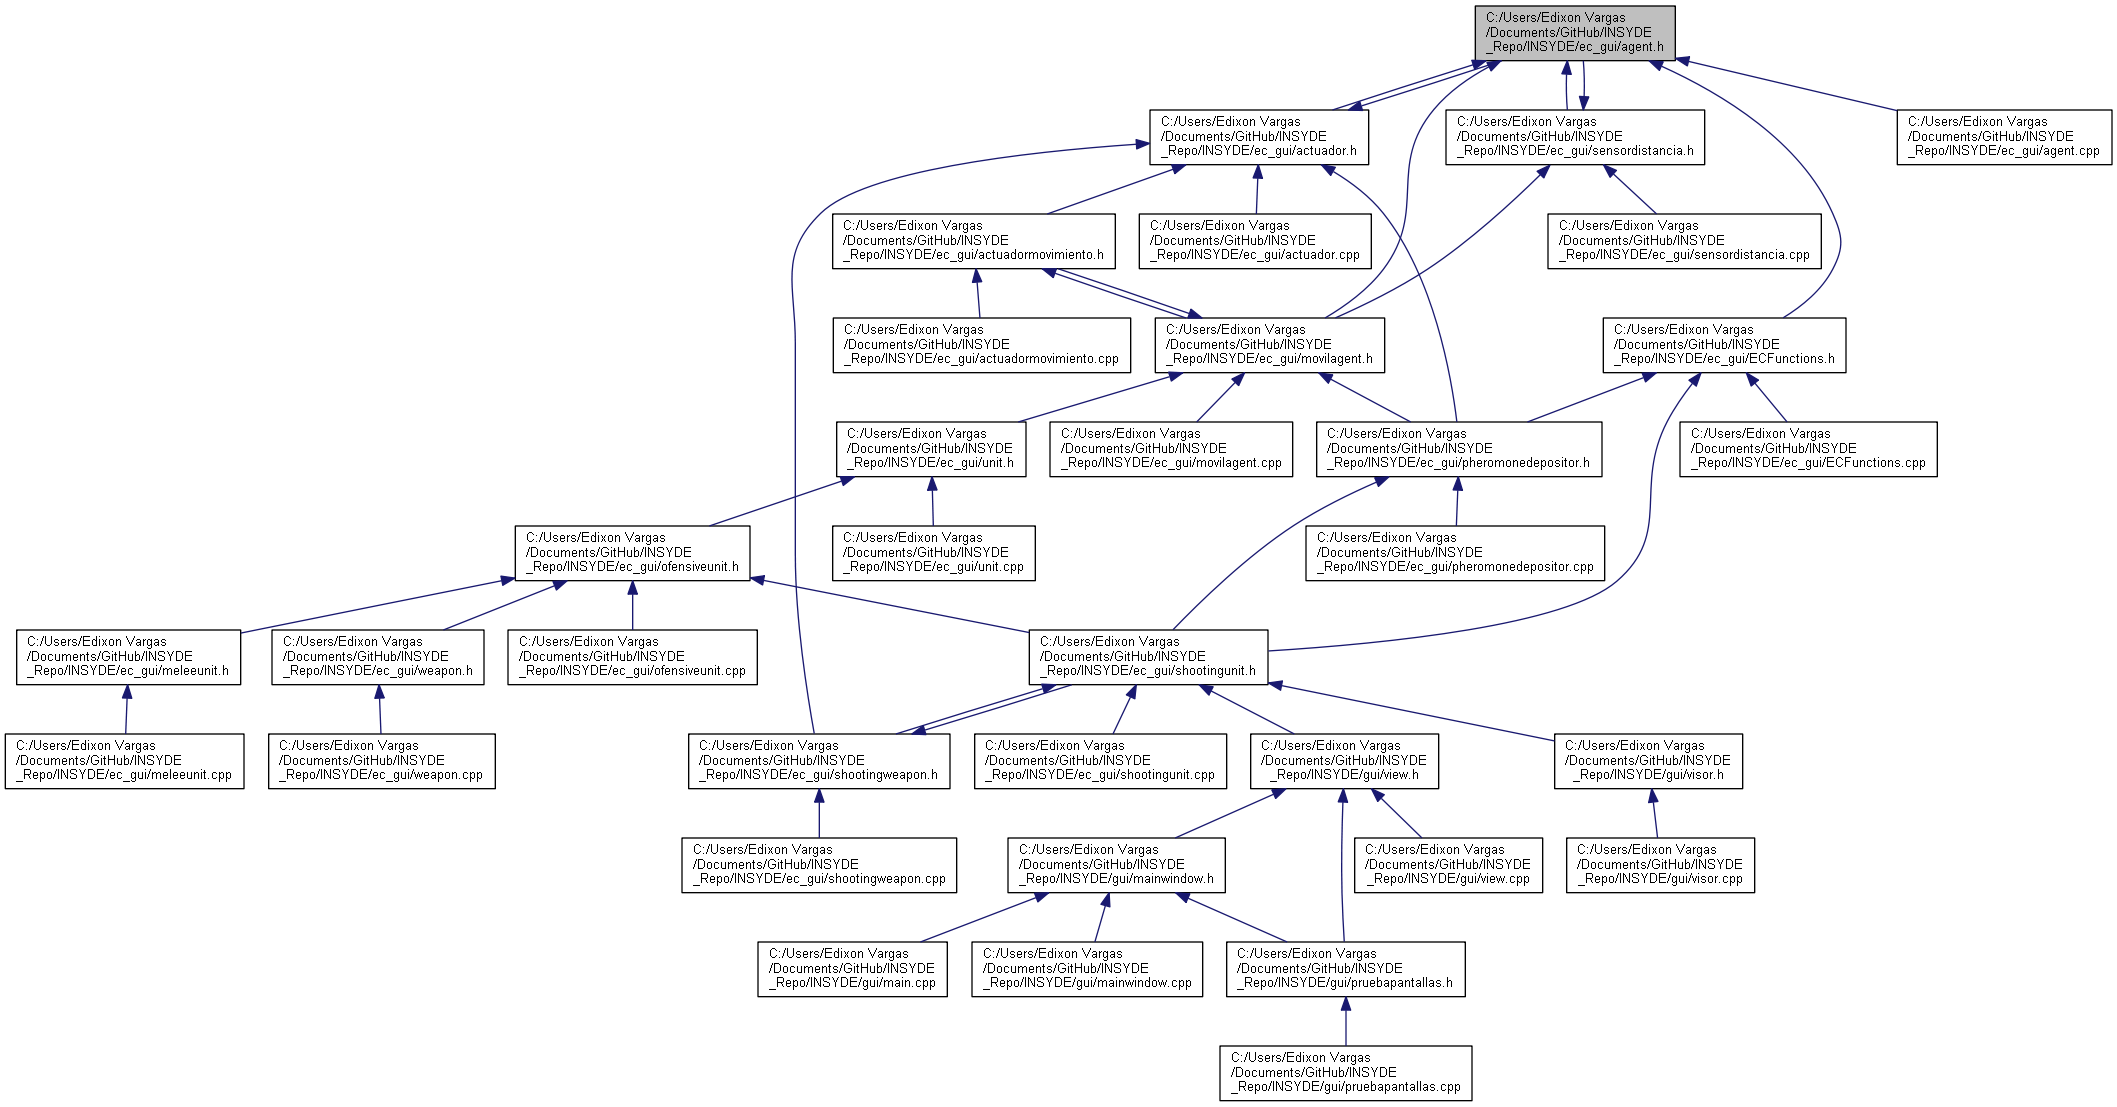 C:/Users/Edixon Vargas
/Documents/GitHub/INSYDE
_Repo/INSYDE/ec_gui/agent.h
C:/Users/Edixon Vargas
/Documents/GitHub/INSYDE
_Repo/INSYDE/ec_gui/actuador.h
C:/Users/Edixon Vargas
/Documents/GitHub/INSYDE
_Repo/INSYDE/ec_gui/sensordistancia.h
C:/Users/Edixon Vargas
/Documents/GitHub/INSYDE
_Repo/INSYDE/ec_gui/agent.cpp
C:/Users/Edixon Vargas
/Documents/GitHub/INSYDE
_Repo/INSYDE/ec_gui/actuadormovimiento.h
C:/Users/Edixon Vargas
/Documents/GitHub/INSYDE
_Repo/INSYDE/ec_gui/actuador.cpp
C:/Users/Edixon Vargas
/Documents/GitHub/INSYDE
_Repo/INSYDE/ec_gui/sensordistancia.cpp
C:/Users/Edixon Vargas
/Documents/GitHub/INSYDE
_Repo/INSYDE/ec_gui/actuadormovimiento.cpp
C:/Users/Edixon Vargas
/Documents/GitHub/INSYDE
_Repo/INSYDE/ec_gui/movilagent.h
C:/Users/Edixon Vargas
/Documents/GitHub/INSYDE
_Repo/INSYDE/ec_gui/ECFunctions.h
C:/Users/Edixon Vargas
/Documents/GitHub/INSYDE
_Repo/INSYDE/ec_gui/unit.h
C:/Users/Edixon Vargas
/Documents/GitHub/INSYDE
_Repo/INSYDE/ec_gui/movilagent.cpp
C:/Users/Edixon Vargas
/Documents/GitHub/INSYDE
_Repo/INSYDE/ec_gui/pheromonedepositor.h
C:/Users/Edixon Vargas
/Documents/GitHub/INSYDE
_Repo/INSYDE/ec_gui/ECFunctions.cpp
C:/Users/Edixon Vargas
/Documents/GitHub/INSYDE
_Repo/INSYDE/ec_gui/ofensiveunit.h
C:/Users/Edixon Vargas
/Documents/GitHub/INSYDE
_Repo/INSYDE/ec_gui/unit.cpp
C:/Users/Edixon Vargas
/Documents/GitHub/INSYDE
_Repo/INSYDE/ec_gui/pheromonedepositor.cpp
C:/Users/Edixon Vargas
/Documents/GitHub/INSYDE
_Repo/INSYDE/ec_gui/meleeunit.h
C:/Users/Edixon Vargas
/Documents/GitHub/INSYDE
_Repo/INSYDE/ec_gui/weapon.h
C:/Users/Edixon Vargas
/Documents/GitHub/INSYDE
_Repo/INSYDE/ec_gui/ofensiveunit.cpp
C:/Users/Edixon Vargas
/Documents/GitHub/INSYDE
_Repo/INSYDE/ec_gui/shootingunit.h
C:/Users/Edixon Vargas
/Documents/GitHub/INSYDE
_Repo/INSYDE/ec_gui/meleeunit.cpp
C:/Users/Edixon Vargas
/Documents/GitHub/INSYDE
_Repo/INSYDE/ec_gui/weapon.cpp
C:/Users/Edixon Vargas
/Documents/GitHub/INSYDE
_Repo/INSYDE/ec_gui/shootingweapon.h
C:/Users/Edixon Vargas
/Documents/GitHub/INSYDE
_Repo/INSYDE/ec_gui/shootingunit.cpp
C:/Users/Edixon Vargas
/Documents/GitHub/INSYDE
_Repo/INSYDE/gui/view.h
C:/Users/Edixon Vargas
/Documents/GitHub/INSYDE
_Repo/INSYDE/gui/visor.h
C:/Users/Edixon Vargas
/Documents/GitHub/INSYDE
_Repo/INSYDE/ec_gui/shootingweapon.cpp
C:/Users/Edixon Vargas
/Documents/GitHub/INSYDE
_Repo/INSYDE/gui/mainwindow.h
C:/Users/Edixon Vargas
/Documents/GitHub/INSYDE
_Repo/INSYDE/gui/view.cpp
C:/Users/Edixon Vargas
/Documents/GitHub/INSYDE
_Repo/INSYDE/gui/visor.cpp
C:/Users/Edixon Vargas
/Documents/GitHub/INSYDE
_Repo/INSYDE/gui/main.cpp
C:/Users/Edixon Vargas
/Documents/GitHub/INSYDE
_Repo/INSYDE/gui/mainwindow.cpp
C:/Users/Edixon Vargas
/Documents/GitHub/INSYDE
_Repo/INSYDE/gui/pruebapantallas.h
C:/Users/Edixon Vargas
/Documents/GitHub/INSYDE
_Repo/INSYDE/gui/pruebapantallas.cpp